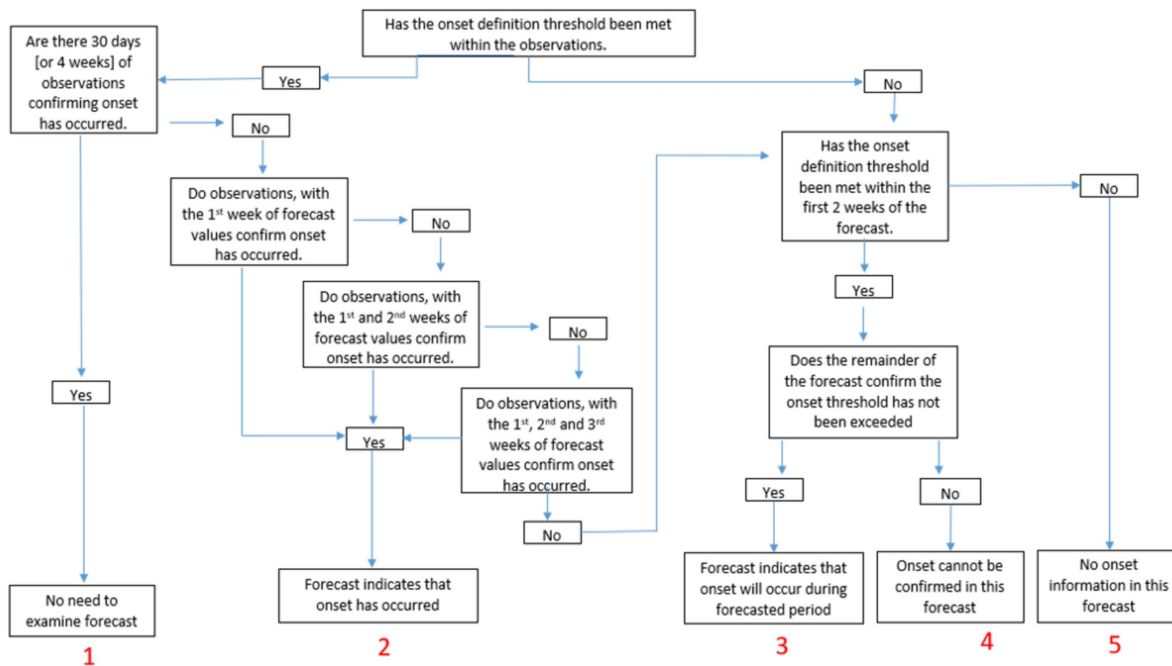 Has the onset definition threshold been met
within the observations.
Are there 30 days
[or 4 weeks] of
observations
confirming onset
has occurred.
Yes
No
No
Do observations, with
the 1st week of forecast
values confirm onset
has occurred.
No
Has the onset
definition threshold
been met within the
first 2 weeks of the
forecast.
No
Do observations, with
the 1st and 2nd weeks of
forecast values confirm
onset has occurred.
No
Yes
Does the remainder of
the forecast confirm the
onset threshold has not
been exceeded
Yes
Do observations, with
the 1st, 2nd and 3rd
weeks of forecast
values confirm onset
has occurred.
Yes
No
Yes
No
No need to
examine forecast
Forecast indicates that
onset has occurred
Forecast indicates that
onset will occur during
forecasted period
Onset cannot be
confirmed in this
forecast
No onset
information in this
forecast
1
2
3
4
5